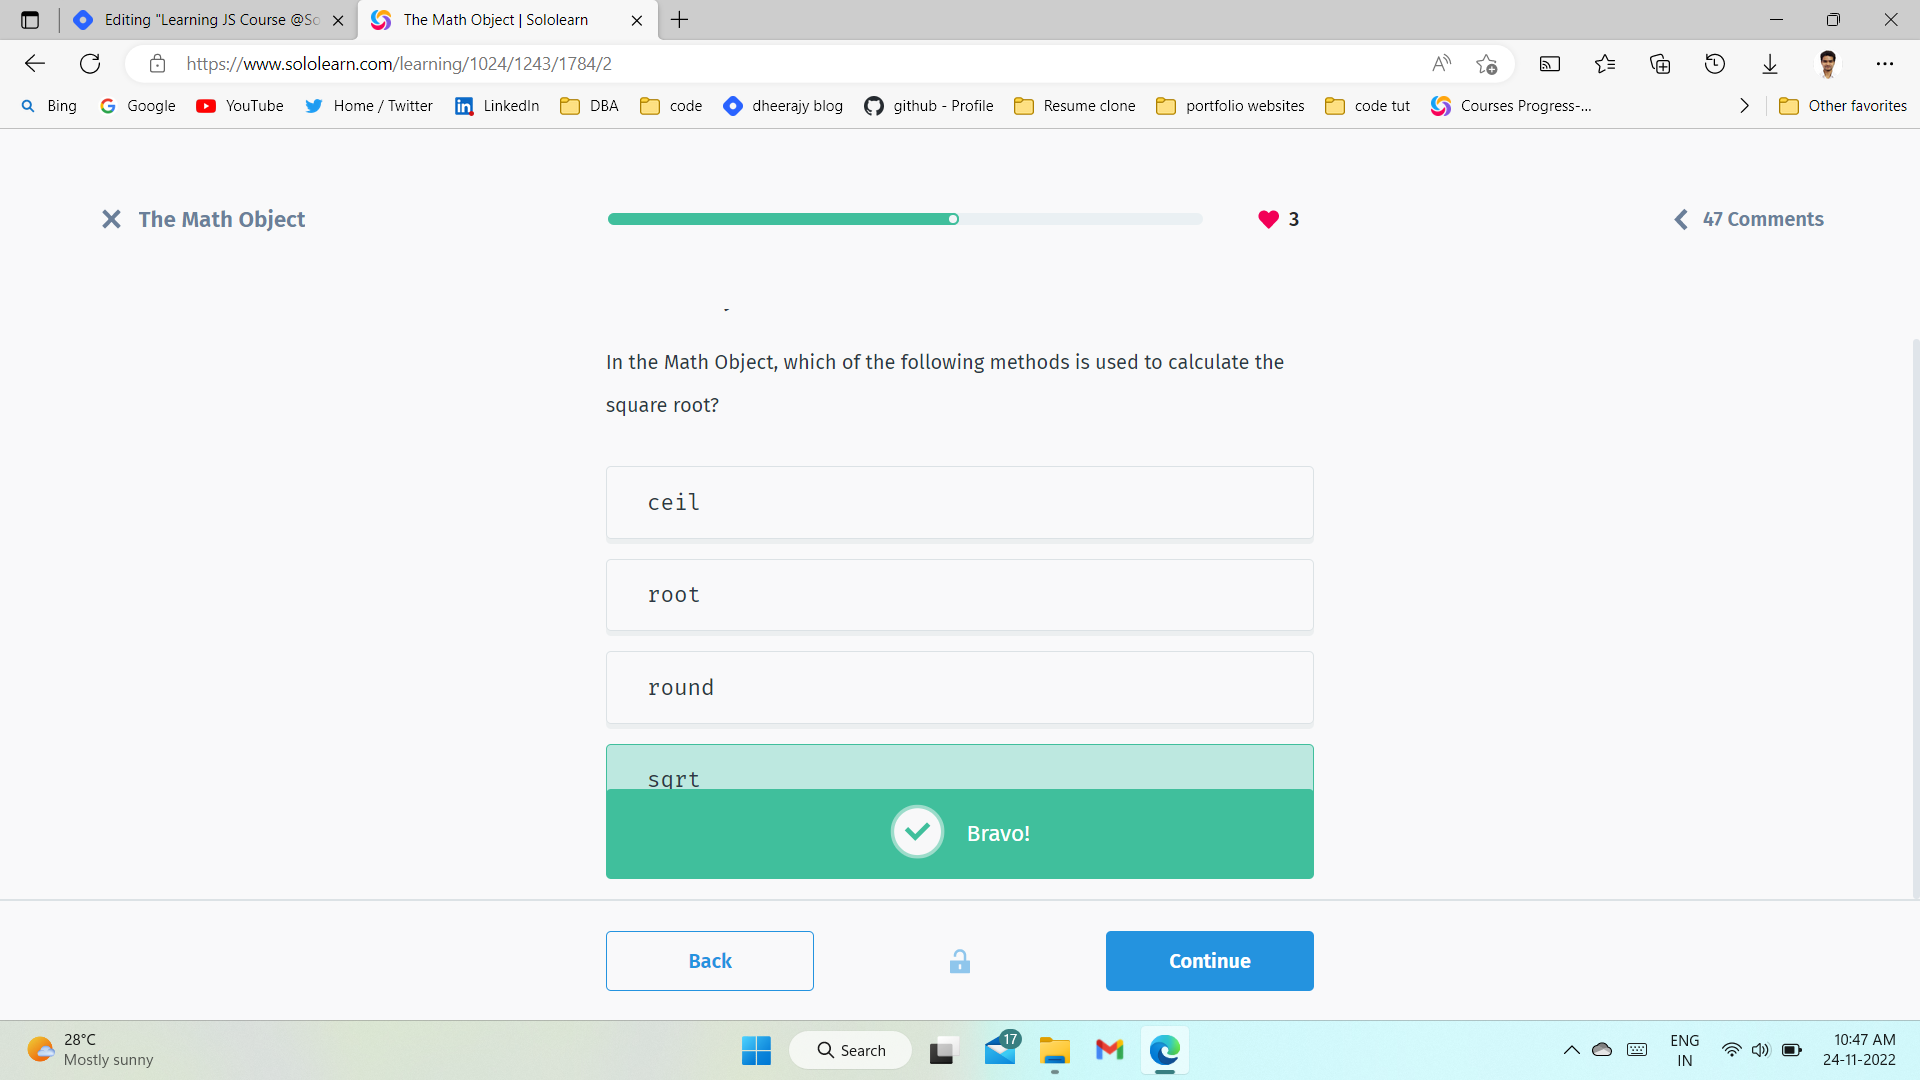 Editing "Learning JS Course @So
The Math Object | Sololearn
https://www.sololearn.com/learning/1024/1243/1784/2
Bing
Google
YouTube
Home / Twitter
LinkedIn
DBA
code
dheerajy blog
github - Profile
Resume clone
portfolio websites
code tut
Courses Progress-...
Other favorites
The Math Object
3
47 Comments
In the Math Object, which of the following methods is used to calculate the
square root?
ceil
root
round
sqrt
Bravo!
Back
Continue
28°C
Mostly sunny
Search
17
ENG
IN
10:47 AM
24-11-2022